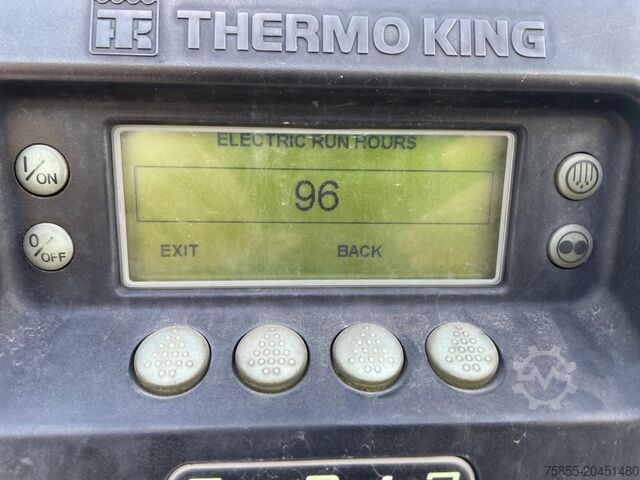 THERMO KING
ELECTRIC RUN HOURS
I/ON
96
0/OFF
EXIT BACK
75855-20451480